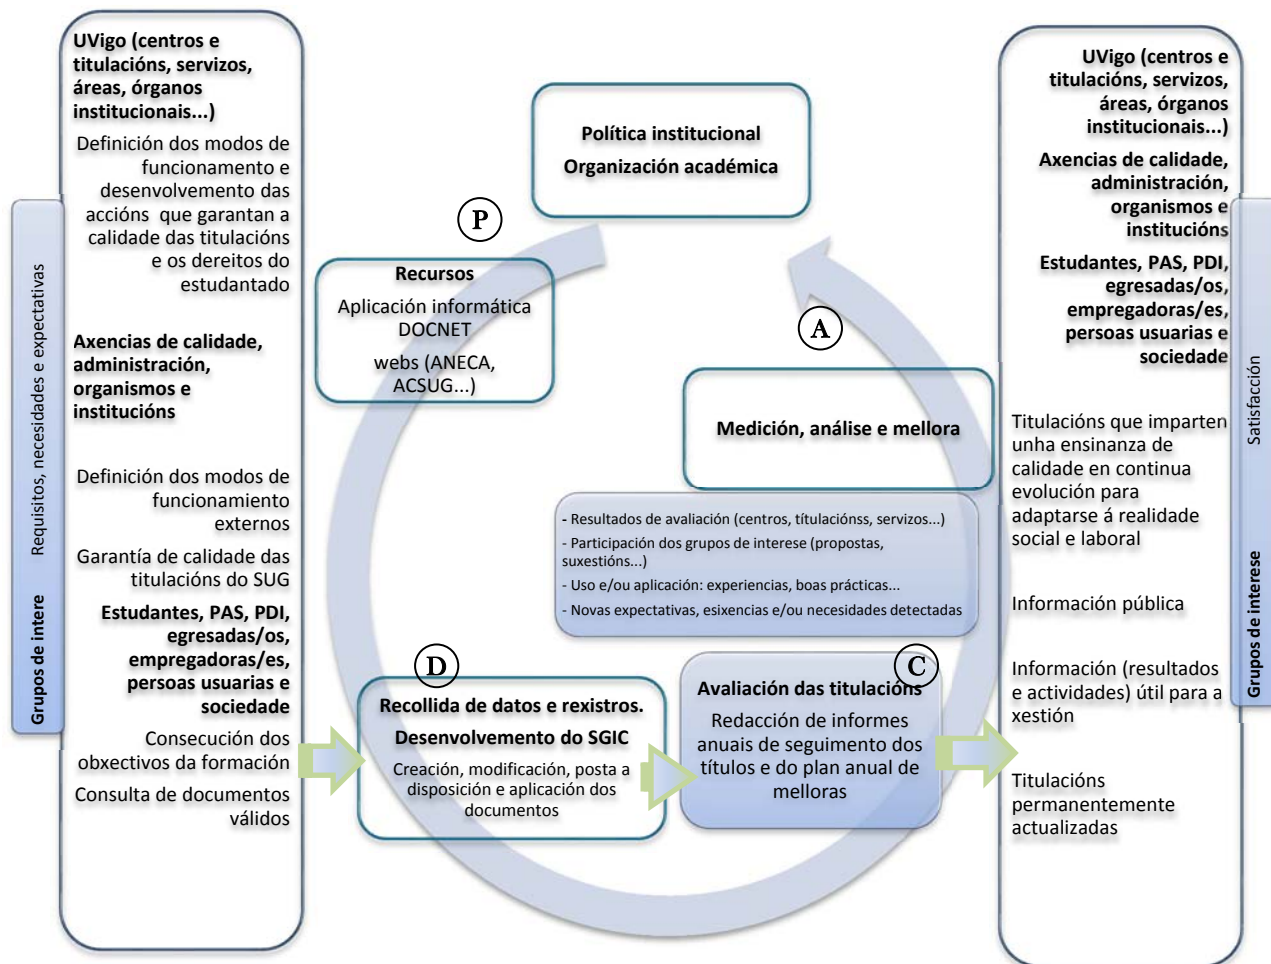 UVigo (centros e
titulacións, servizos,
áreas, órganos
institucionais...)
Definición dos modos de
funcionamento e
desenvolvemento das
accións que garantan a
calidade das titulacións
e os dereitos do
estudantado
Axencias de calidade,
administración,
organismos e
institucións
Definición dos modos de
funcionamiento
externos
Garantía de calidade das
titulacións do SUG
Estudantes, PAS, PDI,
egresadas/os,
empregadoras/es,
persoas usuarias e
sociedade
Consecución dos
obxectivos da formación
Consulta de documentos
válidos
Grupos de intere
Requisitos, necesidades e expectativas
Política institucional
Organización académica
P
Recursos
Aplicación informática
DOCNET
webs (ANECA,
ACSUG...)
A
Medición, análise e mellora
- Resultados de avaliación (centros, títulaciónss, servizos...)
- Participación dos grupos de interese (propostas,
suxestións...)
- Uso e/ou aplicación: experiencias, boas prácticas...
- Novas expectativas, esixencias e/ou necesidades detectadas
D
Recollida de datos e rexistros.
Desenvolvemento do SGIC
Creación, modificación, posta a
disposición e aplicación dos
documentos
C
Avaliación das titulacións
Redacción de informes
anuais de seguimento dos
títulos e do plan anual de
melloras
UVigo (centros e
titulacións, servizos,
áreas, órganos
institucionais...)
Axencias de calidade,
administración,
organismos e
institucións
Estudantes, PAS, PDI,
egresadas/os,
empregadoras/es,
persoas usuarias e
sociedade
Titulacións que imparten
unha ensinanza de
calidade en continua
evolución para
adaptarse á realidade
social e laboral
Información pública
Información (resultados
e actividades) útil para a
xestión
Titulacións
permanentemente
actualizadas
Grupos de interese
Satisfacción